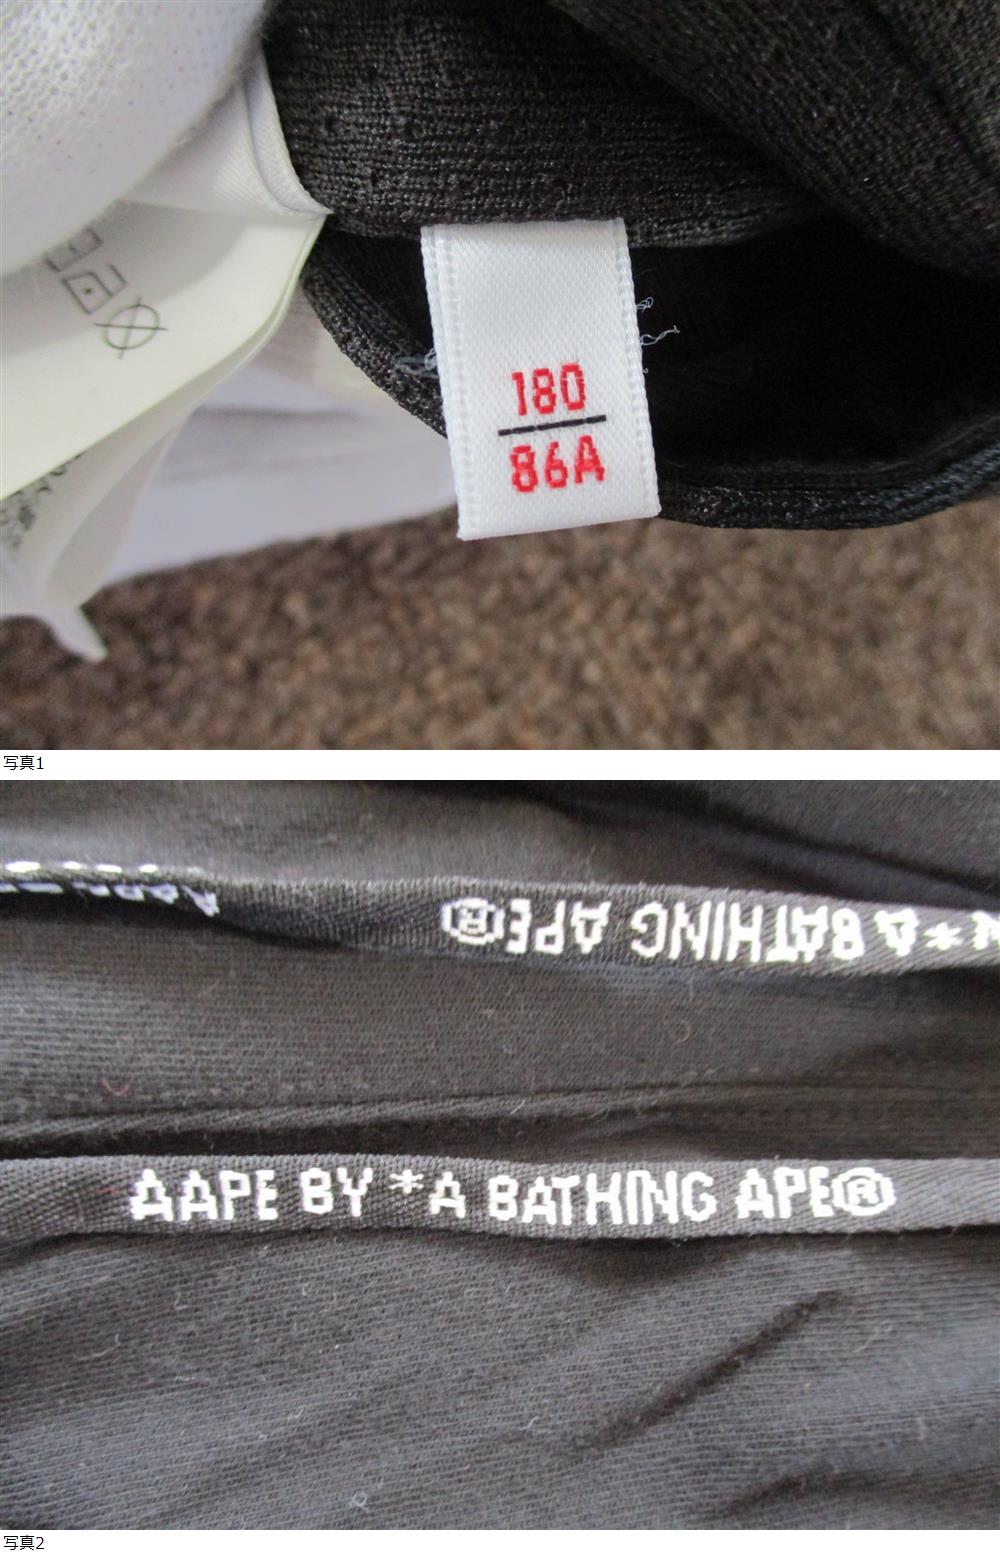 180
86A
写真1
*A BATHING APE®
AAPE BY *A BATHING APE®
写真2